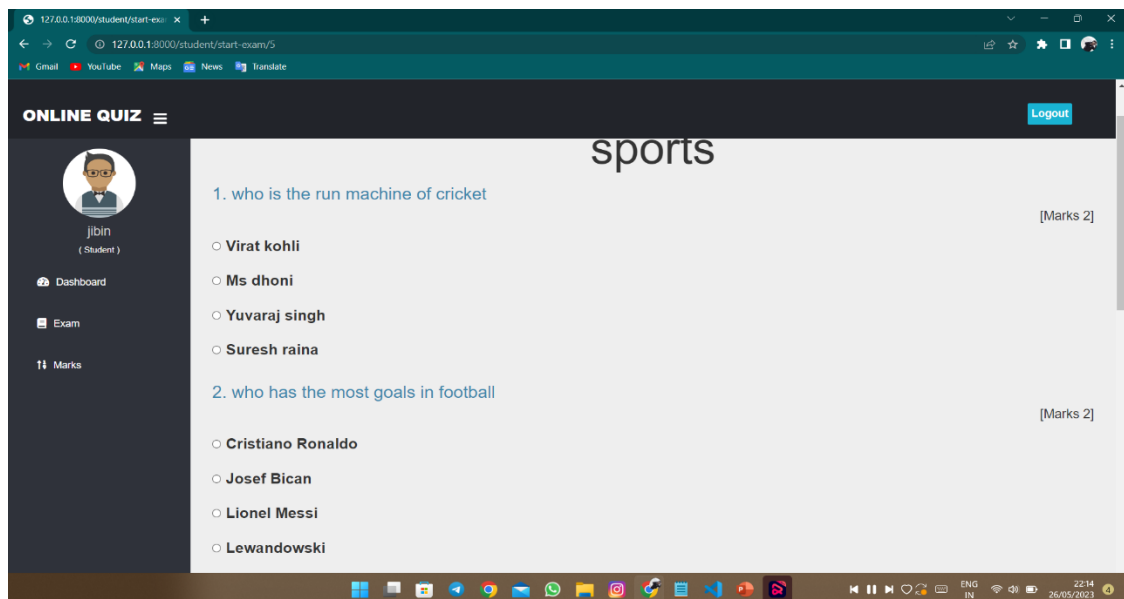 127.0.0.1:8000/student/start-exa
127.0.0.1:8000/student/start-exam/5
Gmail YouTube Maps News Translate
ONLINE QUIZ
Logout
sports
jibin
( Student )
Dashboard
Exam
Marks
1. who is the run machine of cricket
[Marks 2]
Virat kohli
Ms dhoni
Yuvaraj singh
Suresh raina
2. who has the most goals in football
[Marks 2]
Cristiano Ronaldo
Josef Bican
Lionel Messi
Lewandowski
ENG
IN
22:14
26/05/2023
4